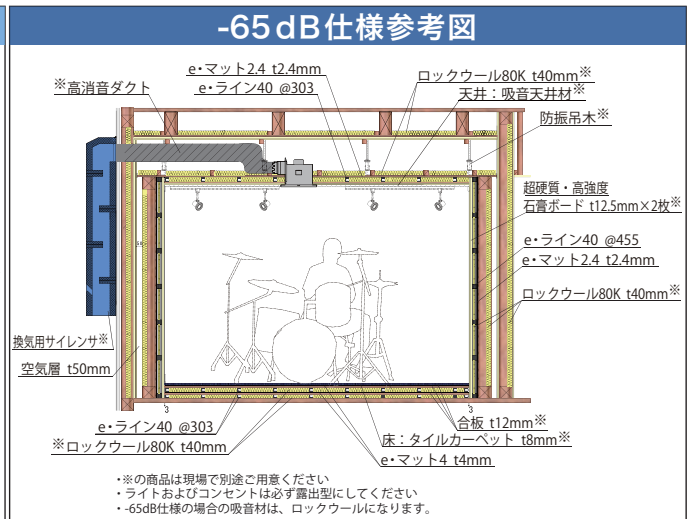 -65dB仕様参考図
e・マット2.4 t2.4mm
e・ライン40 @303
※高消音ダクト
ロックウール80K t40mm※
天井：吸音天井材※
防振吊木※
超硬質・高強度
石膏ボード t12.5mm×2枚※
e・ライン40 @455
e・マット2.4 t2.4mm
ロックウール80K t40mm※
換気用サイレンサ※
空気層 t50mm
50
3
3
e・ライン40 @303
※ロックウール80K t40mm
合板 t12mm※
床：タイルカーペット t8mm※
e・マット4 t4mm
・※の商品は現場で別途ご用意ください
・ライトおよびコンセントは必ず露出型にしてください
・-65dB仕様の場合の吸音材は、ロックウールになります。